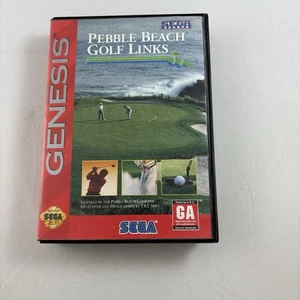 GENESIS
SEGA
SPORTS
PEBBLE BEACH
GOLF LINKS
LICENSED BY THE PEBBLE BEACH COMPANY
DEVELOPED AND PROGRAMMED BY T&E SOFT
SEGA
SEGA
GA